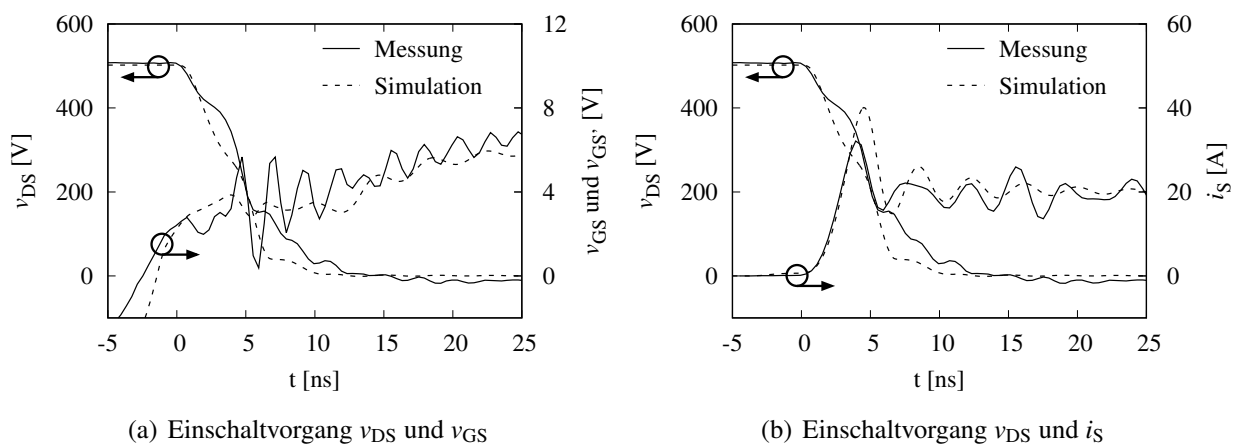 600
400
200
0
v_DS [V]
12
8
4
0
v_GS und v_GS' [V]
Messung
Simulation
-5 0 5 10 15 20 25
t [ns]
(a) Einschaltvorgang v_DS und v_GS
600
400
200
0
v_DS [V]
60
40
20
0
i_S [A]
Messung
Simulation
-5 0 5 10 15 20 25
t [ns]
(b) Einschaltvorgang v_DS und i_S